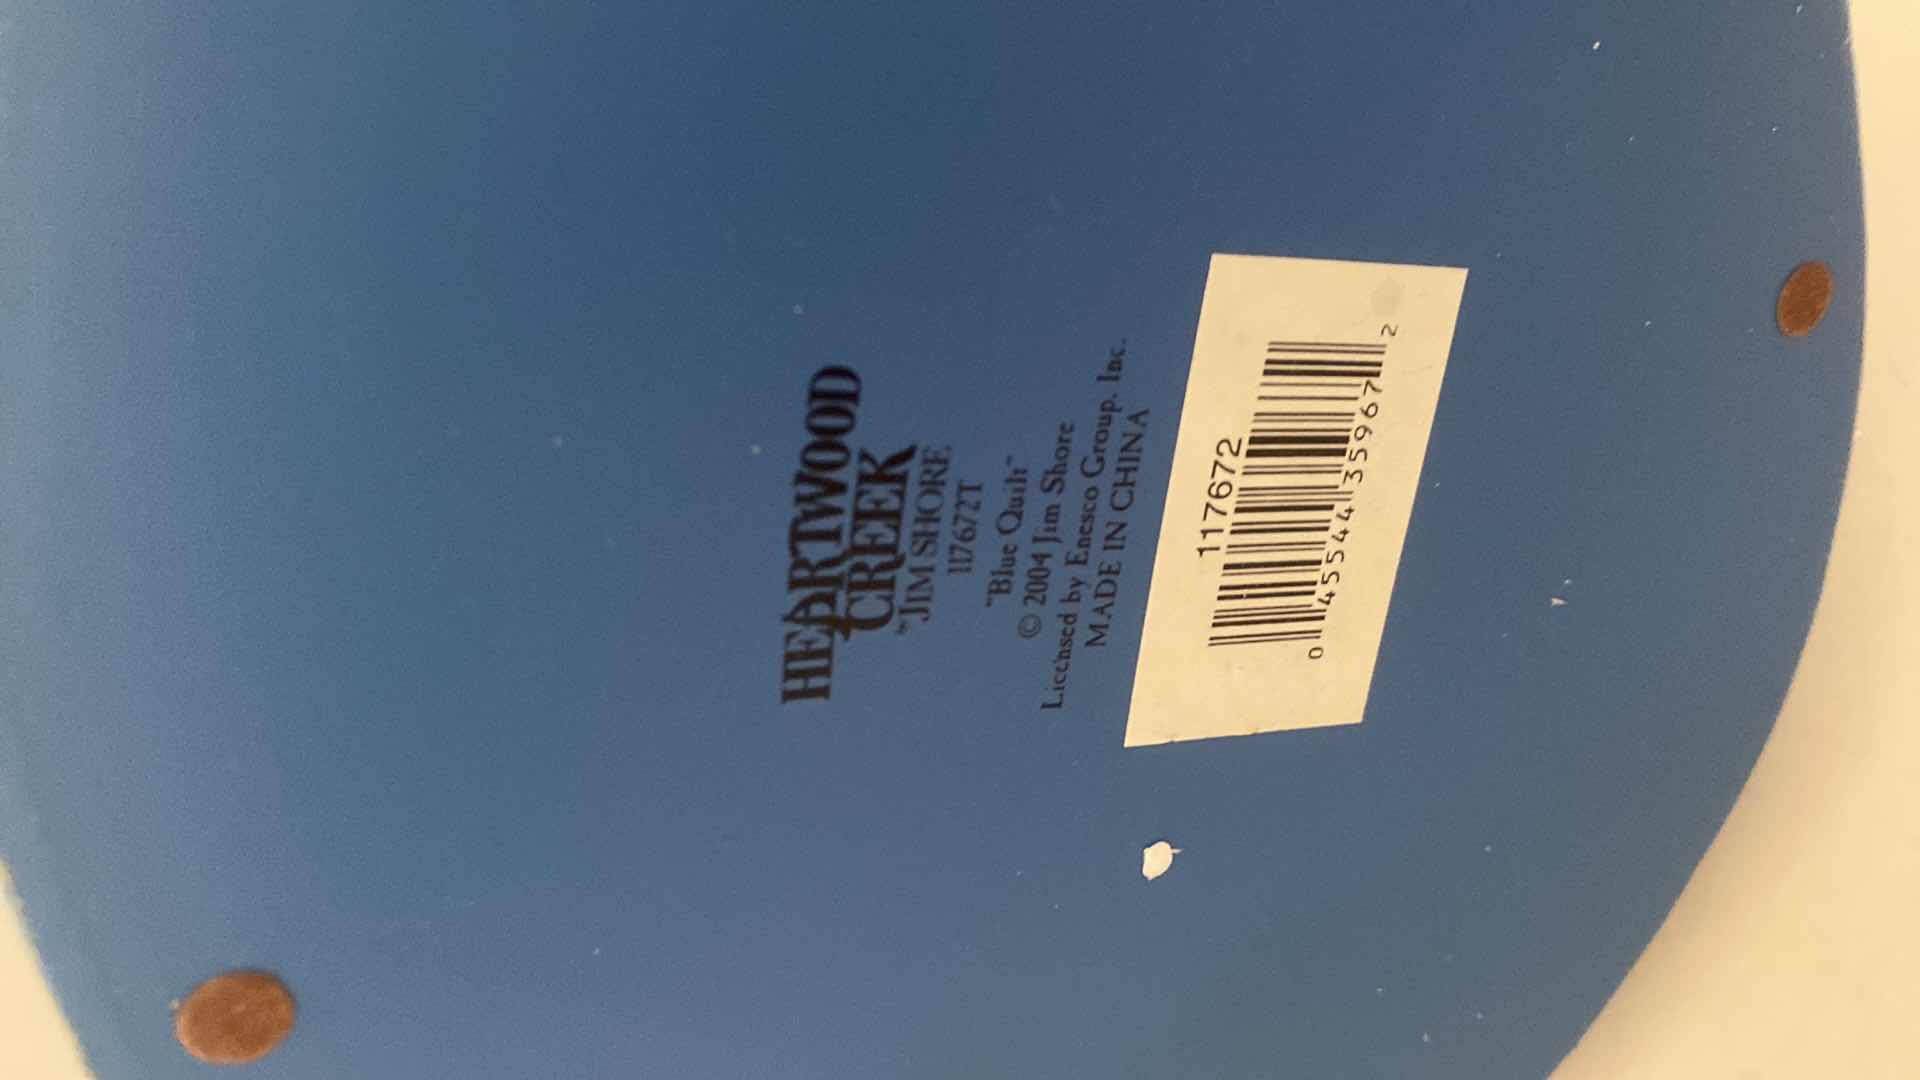 HEARTWOOD
CREEK
by JIM SHORE
117672T
"Blue Quilt"
© 2004 Jim Shore
Licensed by Enesco Group, Inc.
MADE IN CHINA
117672
0 45544 35967 2